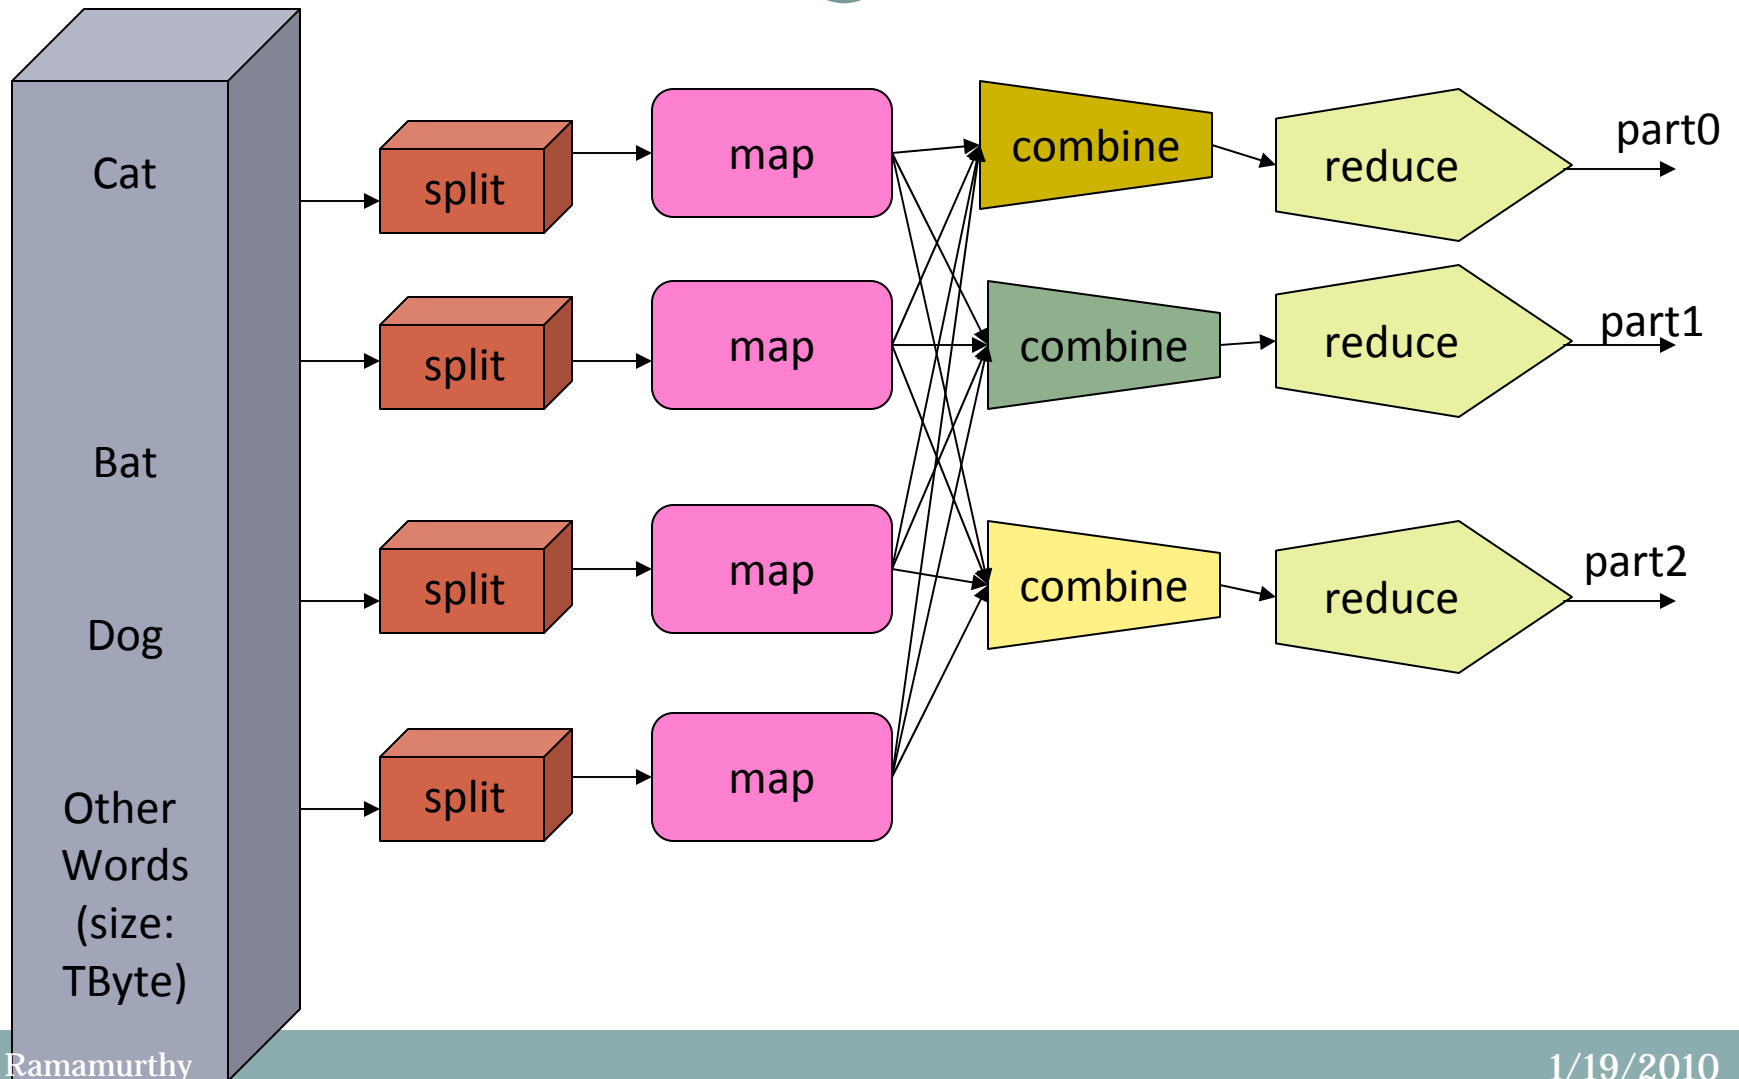 Cat
Bat
Dog
Other
Words
(size:
TByte)
split
map
combine
reduce
part0
split
map
combine
reduce
part1
split
map
combine
reduce
part2
split
map
Ramamurthy
1/19/2010